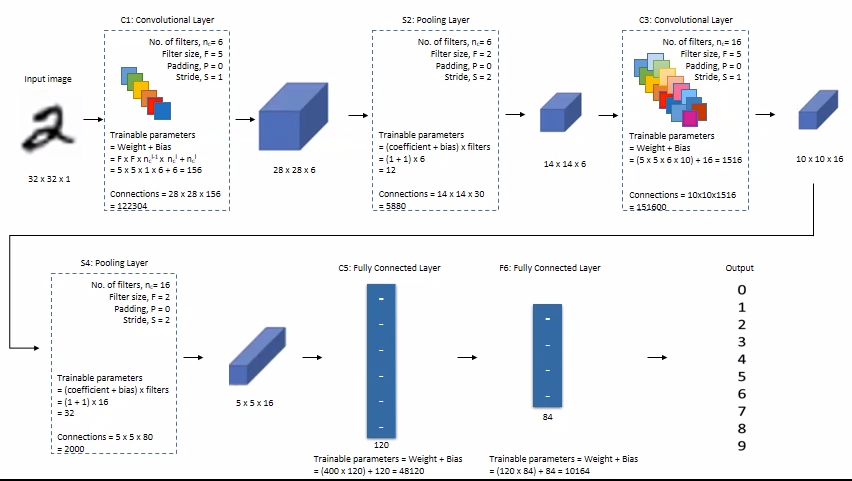 C1: Convolutional Layer
No. of filters, nc= 6
Filter size, F = 5
Padding, P = 0
Stride, S = 1
Trainable parameters
= Weight + Bias
= F x F x ncl-1 x ncl + ncl
= 5 x 5 x 1 x 6 + 6 = 156
Connections = 28 x 28 x 156
= 122304
Input image
32 x 32 x 1
28 x 28 x 6
S2: Pooling Layer
No. of filters, nc= 6
Filter size, F = 2
Padding, P = 0
Stride, S = 2
Trainable parameters
= (coefficient + bias) x filters
= (1 + 1) x 6
= 12
Connections = 14 x 14 x 30
= 5880
14 x 14 x 6
C3: Convolutional Layer
No. of filters, nc= 16
Filter size, F = 5
Padding, P = 0
Stride, S = 1
Trainable parameters
= Weight + Bias
= (5 x 5 x 6 x 10) + 16 = 1516
Connections = 10x10x1516
= 151600
10 x 10 x 16
S4: Pooling Layer
No. of filters, nc= 16
Filter size, F = 2
Padding, P = 0
Stride, S = 2
Trainable parameters
= (coefficient + bias) x filters
= (1 + 1) x 16
= 32
Connections = 5 x 5 x 80
= 2000
5 x 5 x 16
C5: Fully Connected Layer
120
Trainable parameters = Weight + Bias
= (400 x 120) + 120 = 48120
F6: Fully Connected Layer
84
Trainable parameters = Weight + Bias
= (120 x 84) + 84 = 10164
Output
0
1
2
3
4
5
6
7
8
9